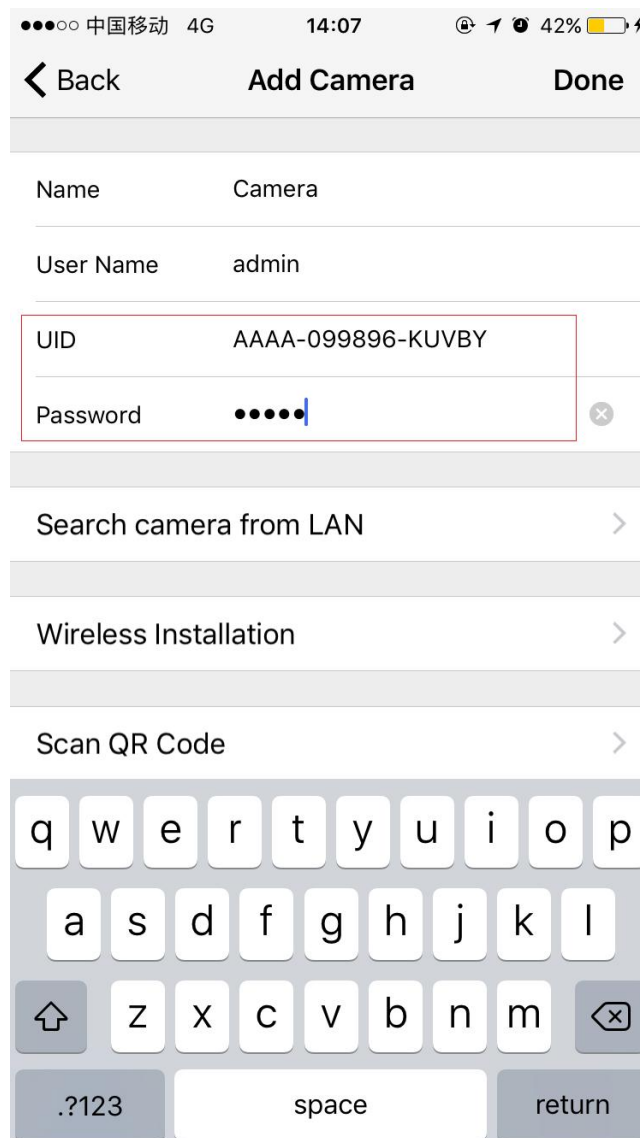 中国移动 4G 14:07 42%
Back Add Camera Done
Name Camera
User Name admin
UID AAAA-099896-KUVBY
Password •••••
Search camera from LAN
Wireless Installation
Scan QR Code
q w e r t y u i o p
a s d f g h j k l
z x c v b n m
.?123 space return